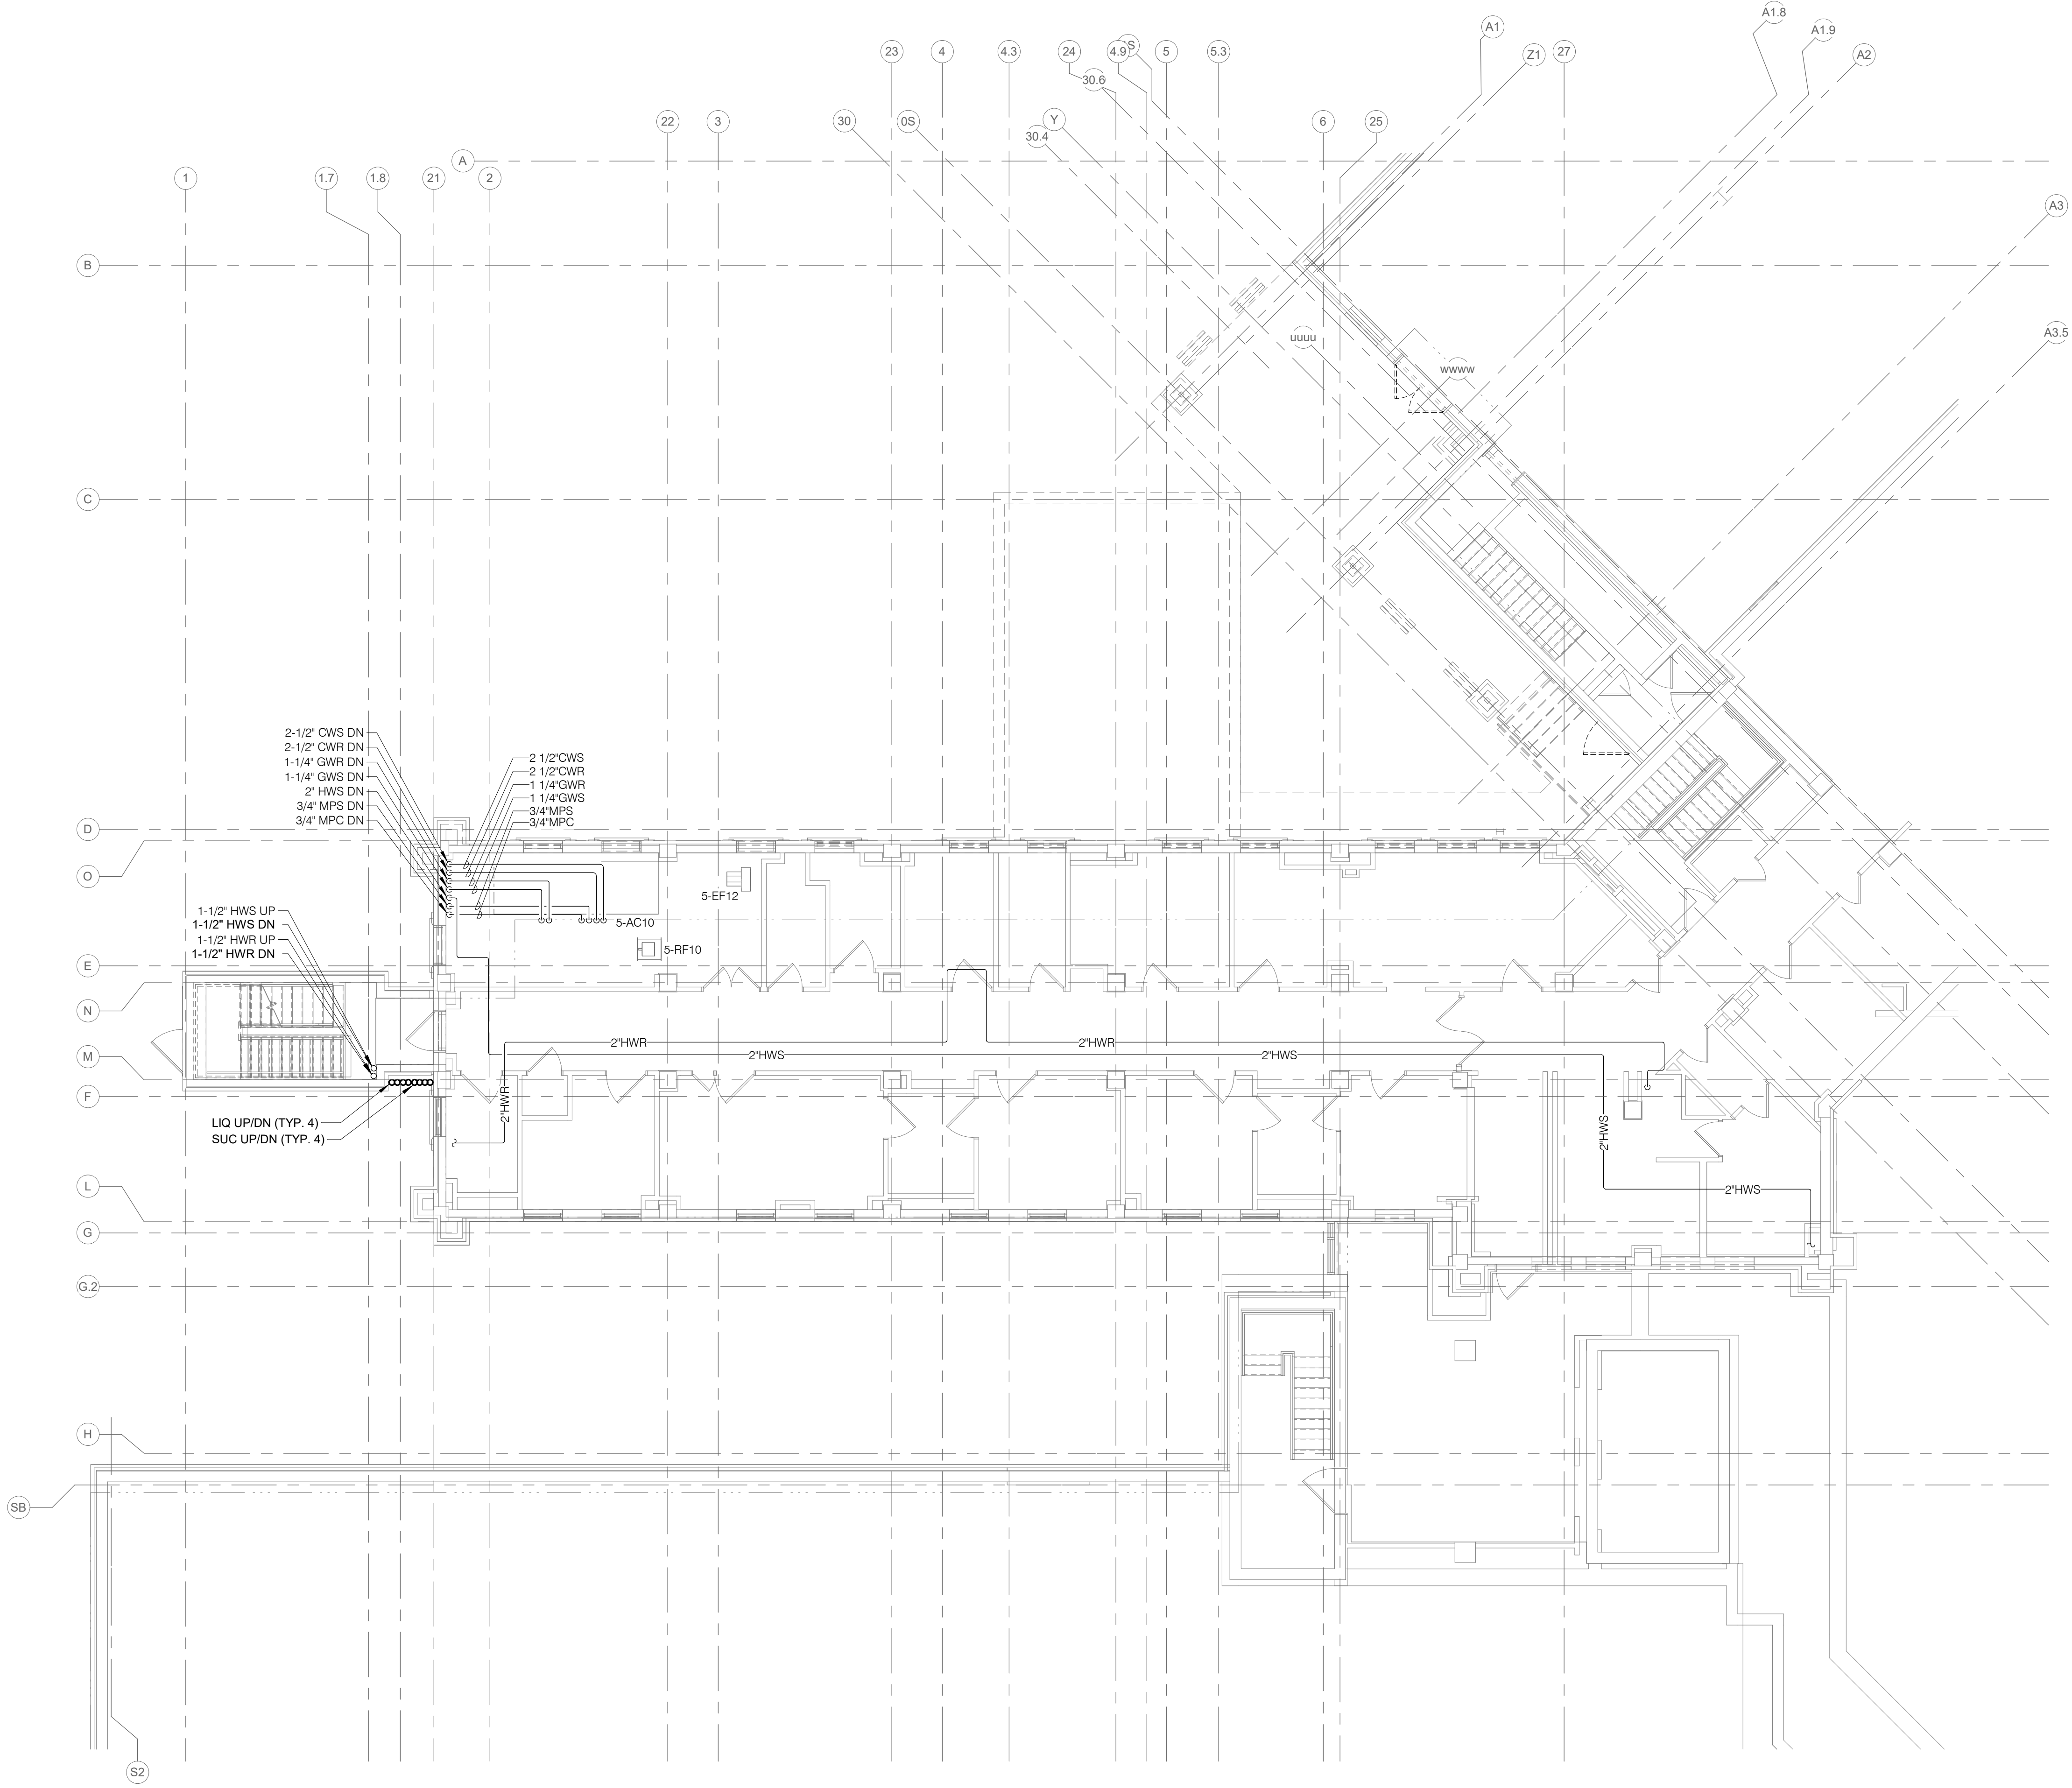 A1.8
A1
A1.9
23
4
4.3
24
4.9
5
5.3
Z1
27
A2
30.6
22
3
30
0S
30.4
Y
6
25
A
1
1.7
1.8
21
2
A3
B
uuuu
A3.5
wwww
C
2-1/2" CWS DN
2-1/2" CWR DN
1-1/4" GWR DN
1-1/4" GWS DN
2" HWS DN
3/4" MPS DN
3/4" MPC DN
2 1/2"CWS
2 1/2"CWR
1 1/4"GWR
1 1/4"GWS
3/4"MPS
3/4"MPC
D
O
5-EF12
5-AC10
5-RF10
1-1/2" HWS UP
1-1/2" HWS DN
1-1/2" HWR UP
1-1/2" HWR DN
E
N
2"HWR
2"HWR
M
2"HWS
2"HWS
F
2"HWR
2"HWS
LIQ UP/DN (TYP. 4)
SUC UP/DN (TYP. 4)
L
2"HWS
G
G.2
H
SB
S2